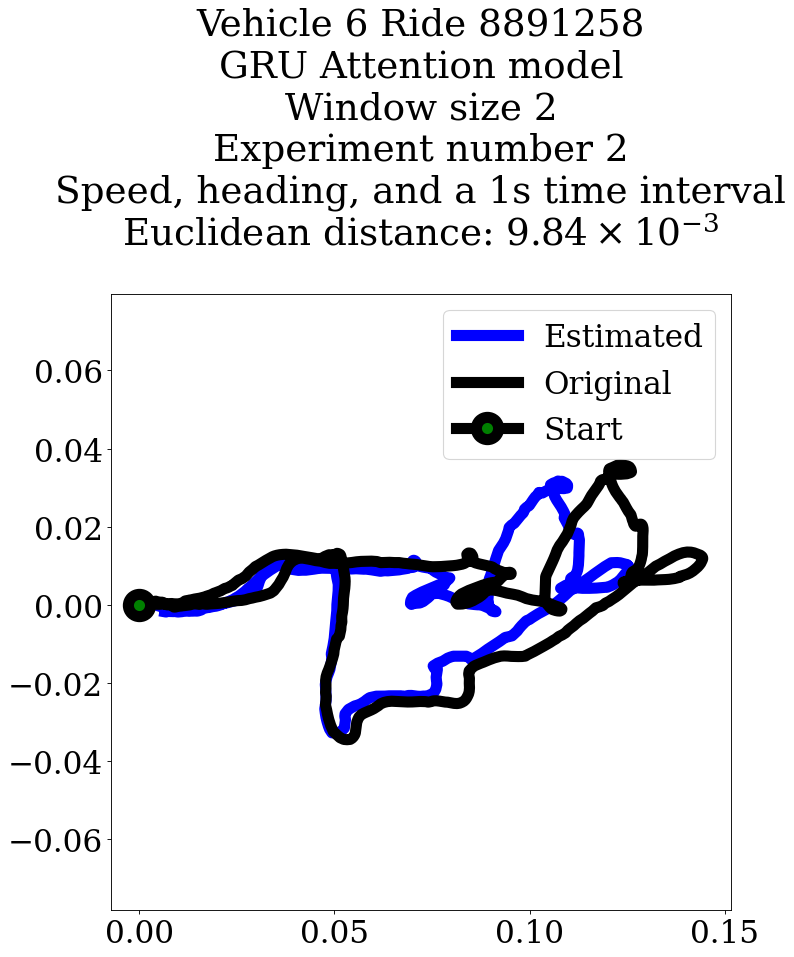 Vehicle 6 Ride 8891258
GRU Attention model
Window size 2
Experiment number 2
Speed, heading, and a 1s time interval
Euclidean distance: 9.84 × 10⁻³
Estimated
Original
Start
0.06
0.04
0.02
0.00
−0.02
−0.04
−0.06
0.00 0.05 0.10 0.15